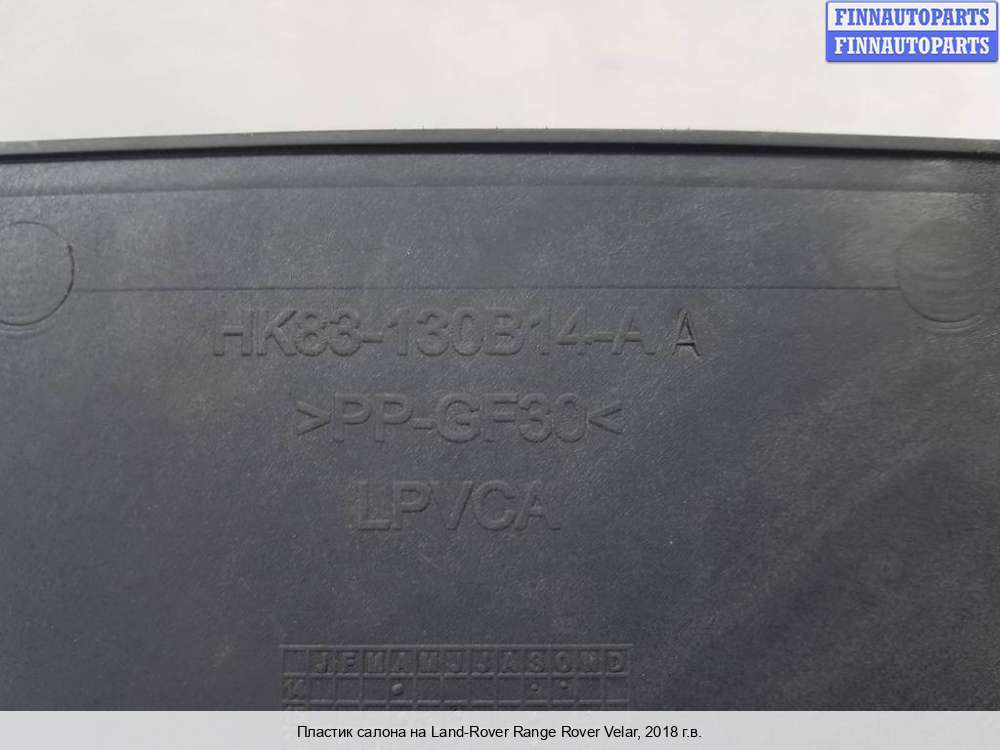 FINNAUTOPARTS
FINNAUTOPARTS
HK83-130B14-A A
>PP-GF30<
LPVCA
J F M A M J J A S O N D
Пластик салона на Land-Rover Range Rover Velar, 2018 г.в.